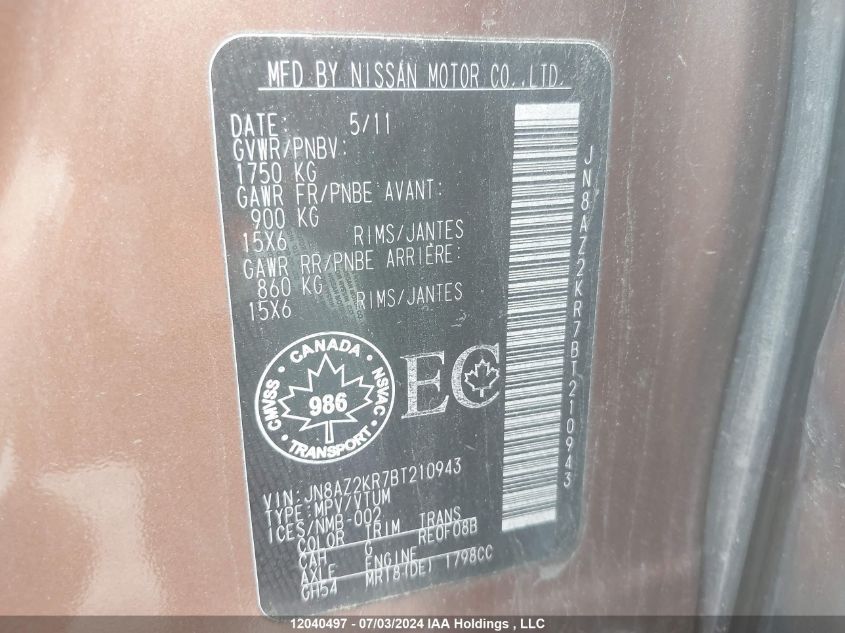 MFD BY NISSAN MOTOR CO.,LTD.
DATE: 5/11
GVWR/PNBV:
1750 KG
GAWR FR/PNBE AVANT:
900 KG
15X6 RIMS/JANTES
GAWR RR/PNBE ARRIÈRE:
860 KG
15X6 RIMS/JANTES
CANADA
CMVSS
NSVAC
986
TRANSPORT
EC
VIN: JN8AZ2KR7BT210943
TYPE: MPV/VTUM
ICES/NMB-002
COLOR TRIM TRANS
CAH G RE0F08B
AXLE ENGINE
GH54 MR18(DE) 1798CC
JN8AZ2KR7BT210943
12040497 - 07/03/2024 IAA Holdings , LLC